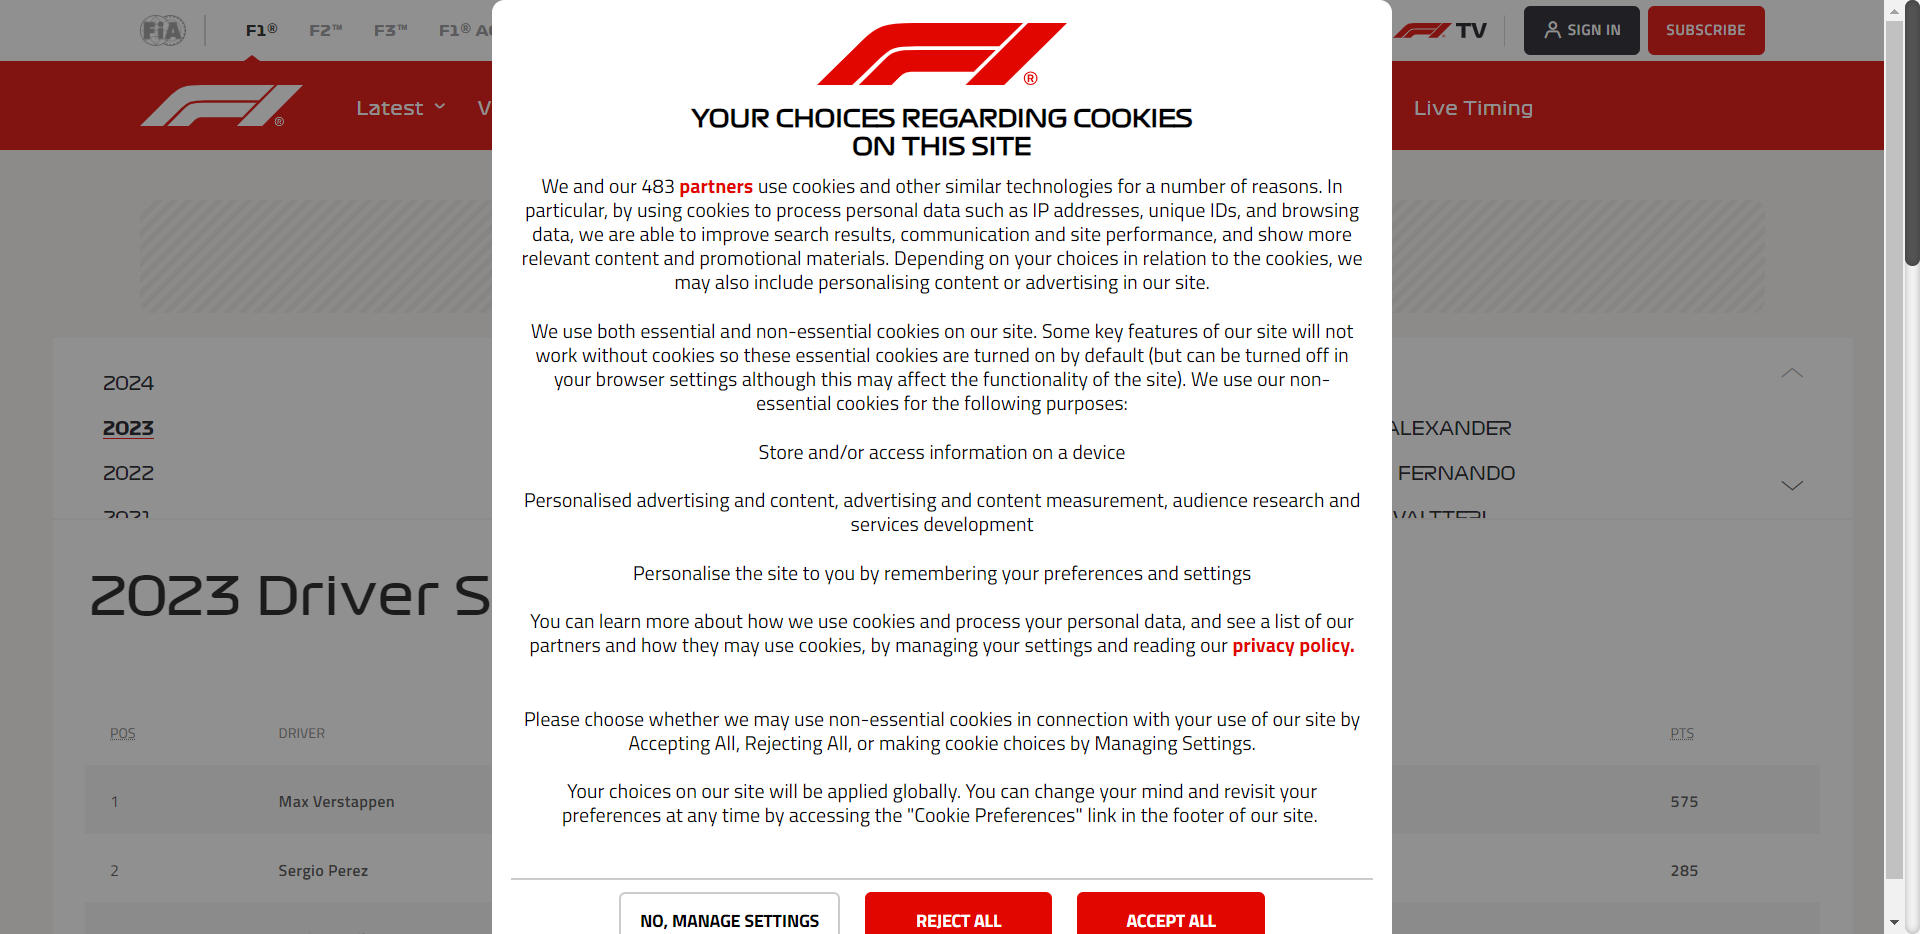 FiA
F1®
F2™
F3™
F1®
TV
SIGN IN
SUBSCRIBE
Latest
Live Timing
F1®
YOUR CHOICES REGARDING COOKIES
ON THIS SITE
We and our 483 partners use cookies and other similar technologies for a number of reasons. In
particular, by using cookies to process personal data such as IP addresses, unique IDs, and browsing
data, we are able to improve search results, communication and site performance, and show more
relevant content and promotional materials. Depending on your choices in relation to the cookies, we
may also include personalising content or advertising in our site.
We use both essential and non-essential cookies on our site. Some key features of our site will not
work without cookies so these essential cookies are turned on by default (but can be turned off in
your browser settings although this may affect the functionality of the site). We use our non-
essential cookies for the following purposes:
Store and/or access information on a device
Personalised advertising and content, advertising and content measurement, audience research and
services development
Personalise the site to you by remembering your preferences and settings
You can learn more about how we use cookies and process your personal data, and see a list of our
partners and how they may use cookies, by managing your settings and reading our privacy policy.
Please choose whether we may use non-essential cookies in connection with your use of our site by
Accepting All, Rejecting All, or making cookie choices by Managing Settings.
Your choices on our site will be applied globally. You can change your mind and revisit your
preferences at any time by accessing the "Cookie Preferences" link in the footer of our site.
NO, MANAGE SETTINGS
REJECT ALL
ACCEPT ALL
2024
2023
2022
2021
ALEXANDER
FERNANDO
VALTTERI
2023 Driver S
POS
DRIVER
PTS
1
Max Verstappen
575
2
Sergio Perez
285